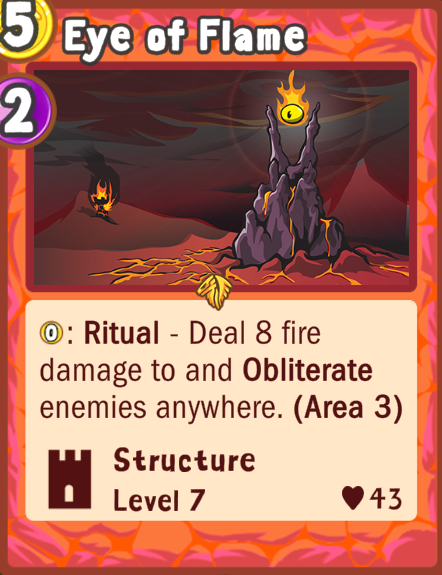 5
Eye of Flame
2
0: Ritual - Deal 8 fire
damage to and Obliterate
enemies anywhere. (Area 3)
Structure
Level 7
43